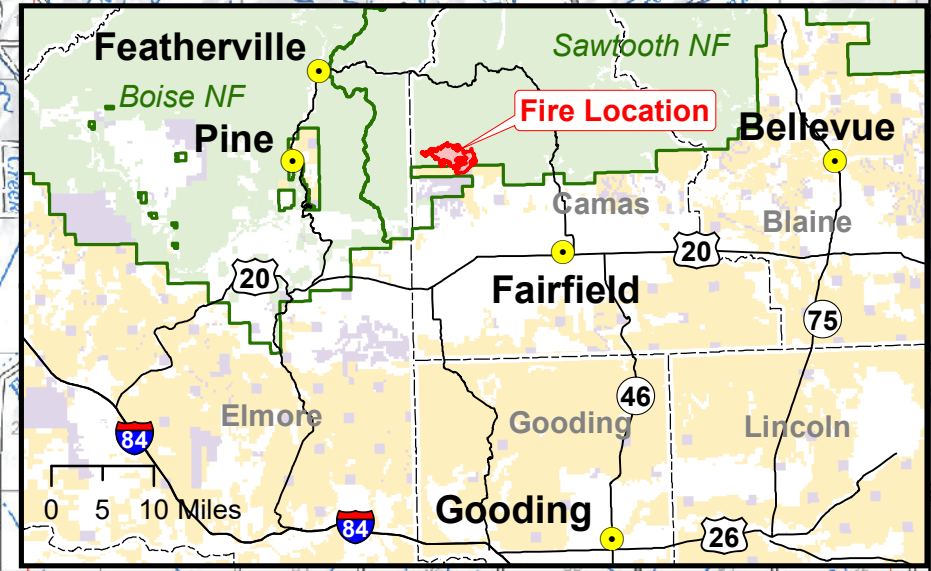 Featherville
Sawtooth NF
Boise NF
Fire Location
Pine
Bellevue
Creek
Camas
Blaine
20
20
Fairfield
75
46
Elmore
Gooding
Lincoln
84
0 5 10 Miles
Gooding
84
26